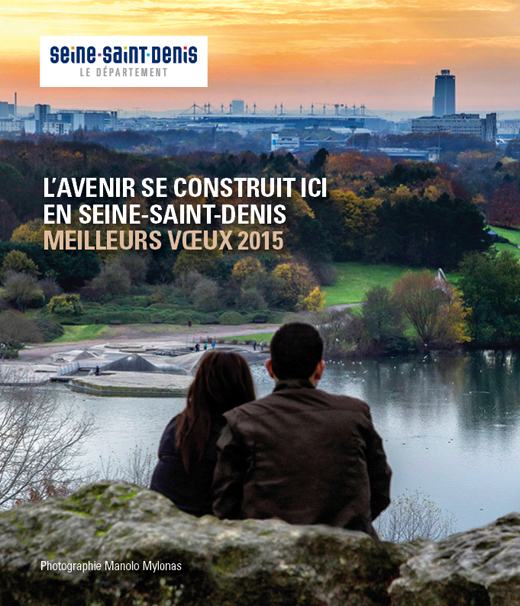 seine-saint-denis
LE DÉPARTEMENT
L'AVENIR SE CONSTRUIT ICI
EN SEINE-SAINT-DENIS
MEILLEURS VŒUX 2015
Photographie Manolo Mylonas